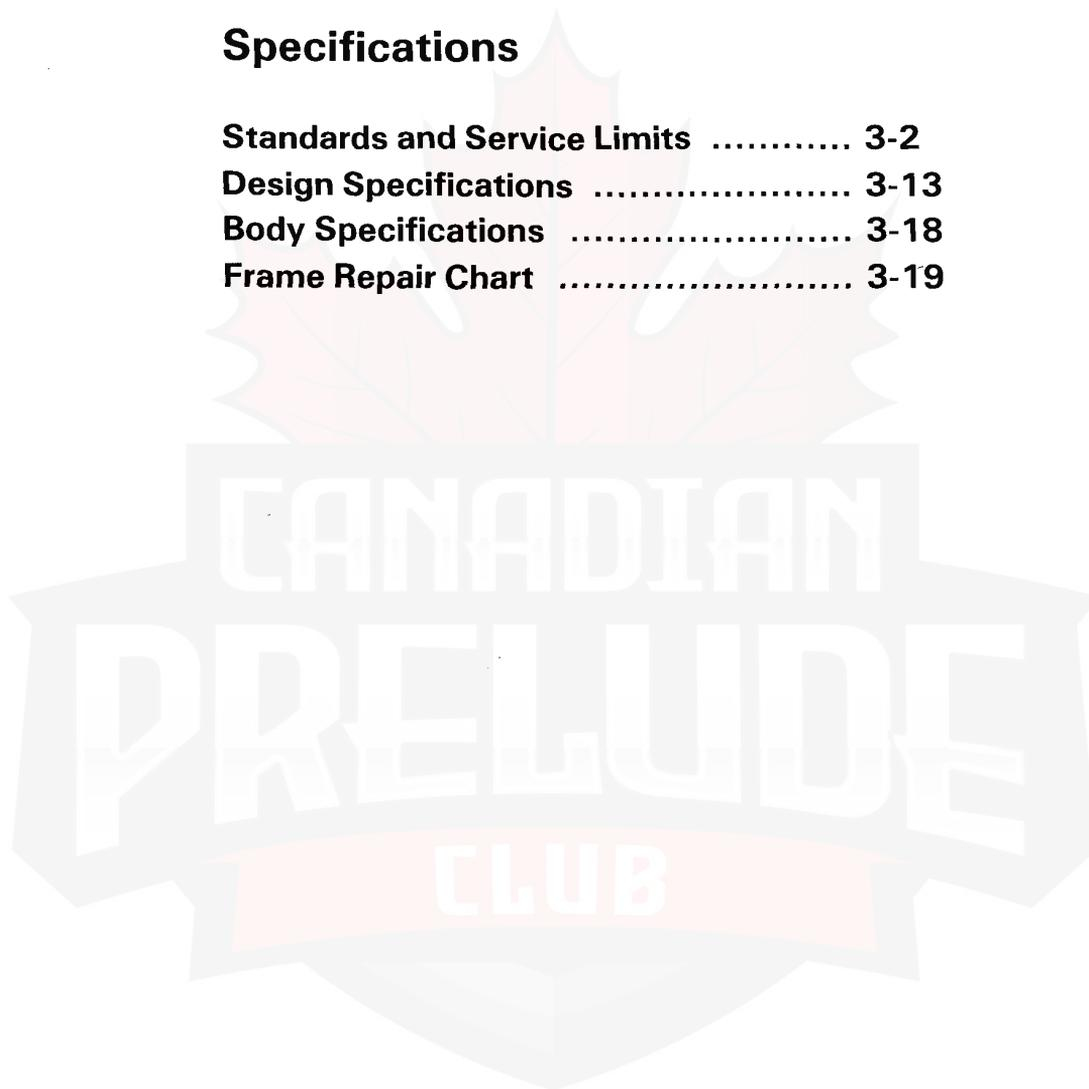 Specifications
Standards and Service Limits ............ 3-2
Design Specifications ...................... 3-13
Body Specifications ........................ 3-18
Frame Repair Chart ......................... 3-19
CANADIAN
PRELUDE
CLUB